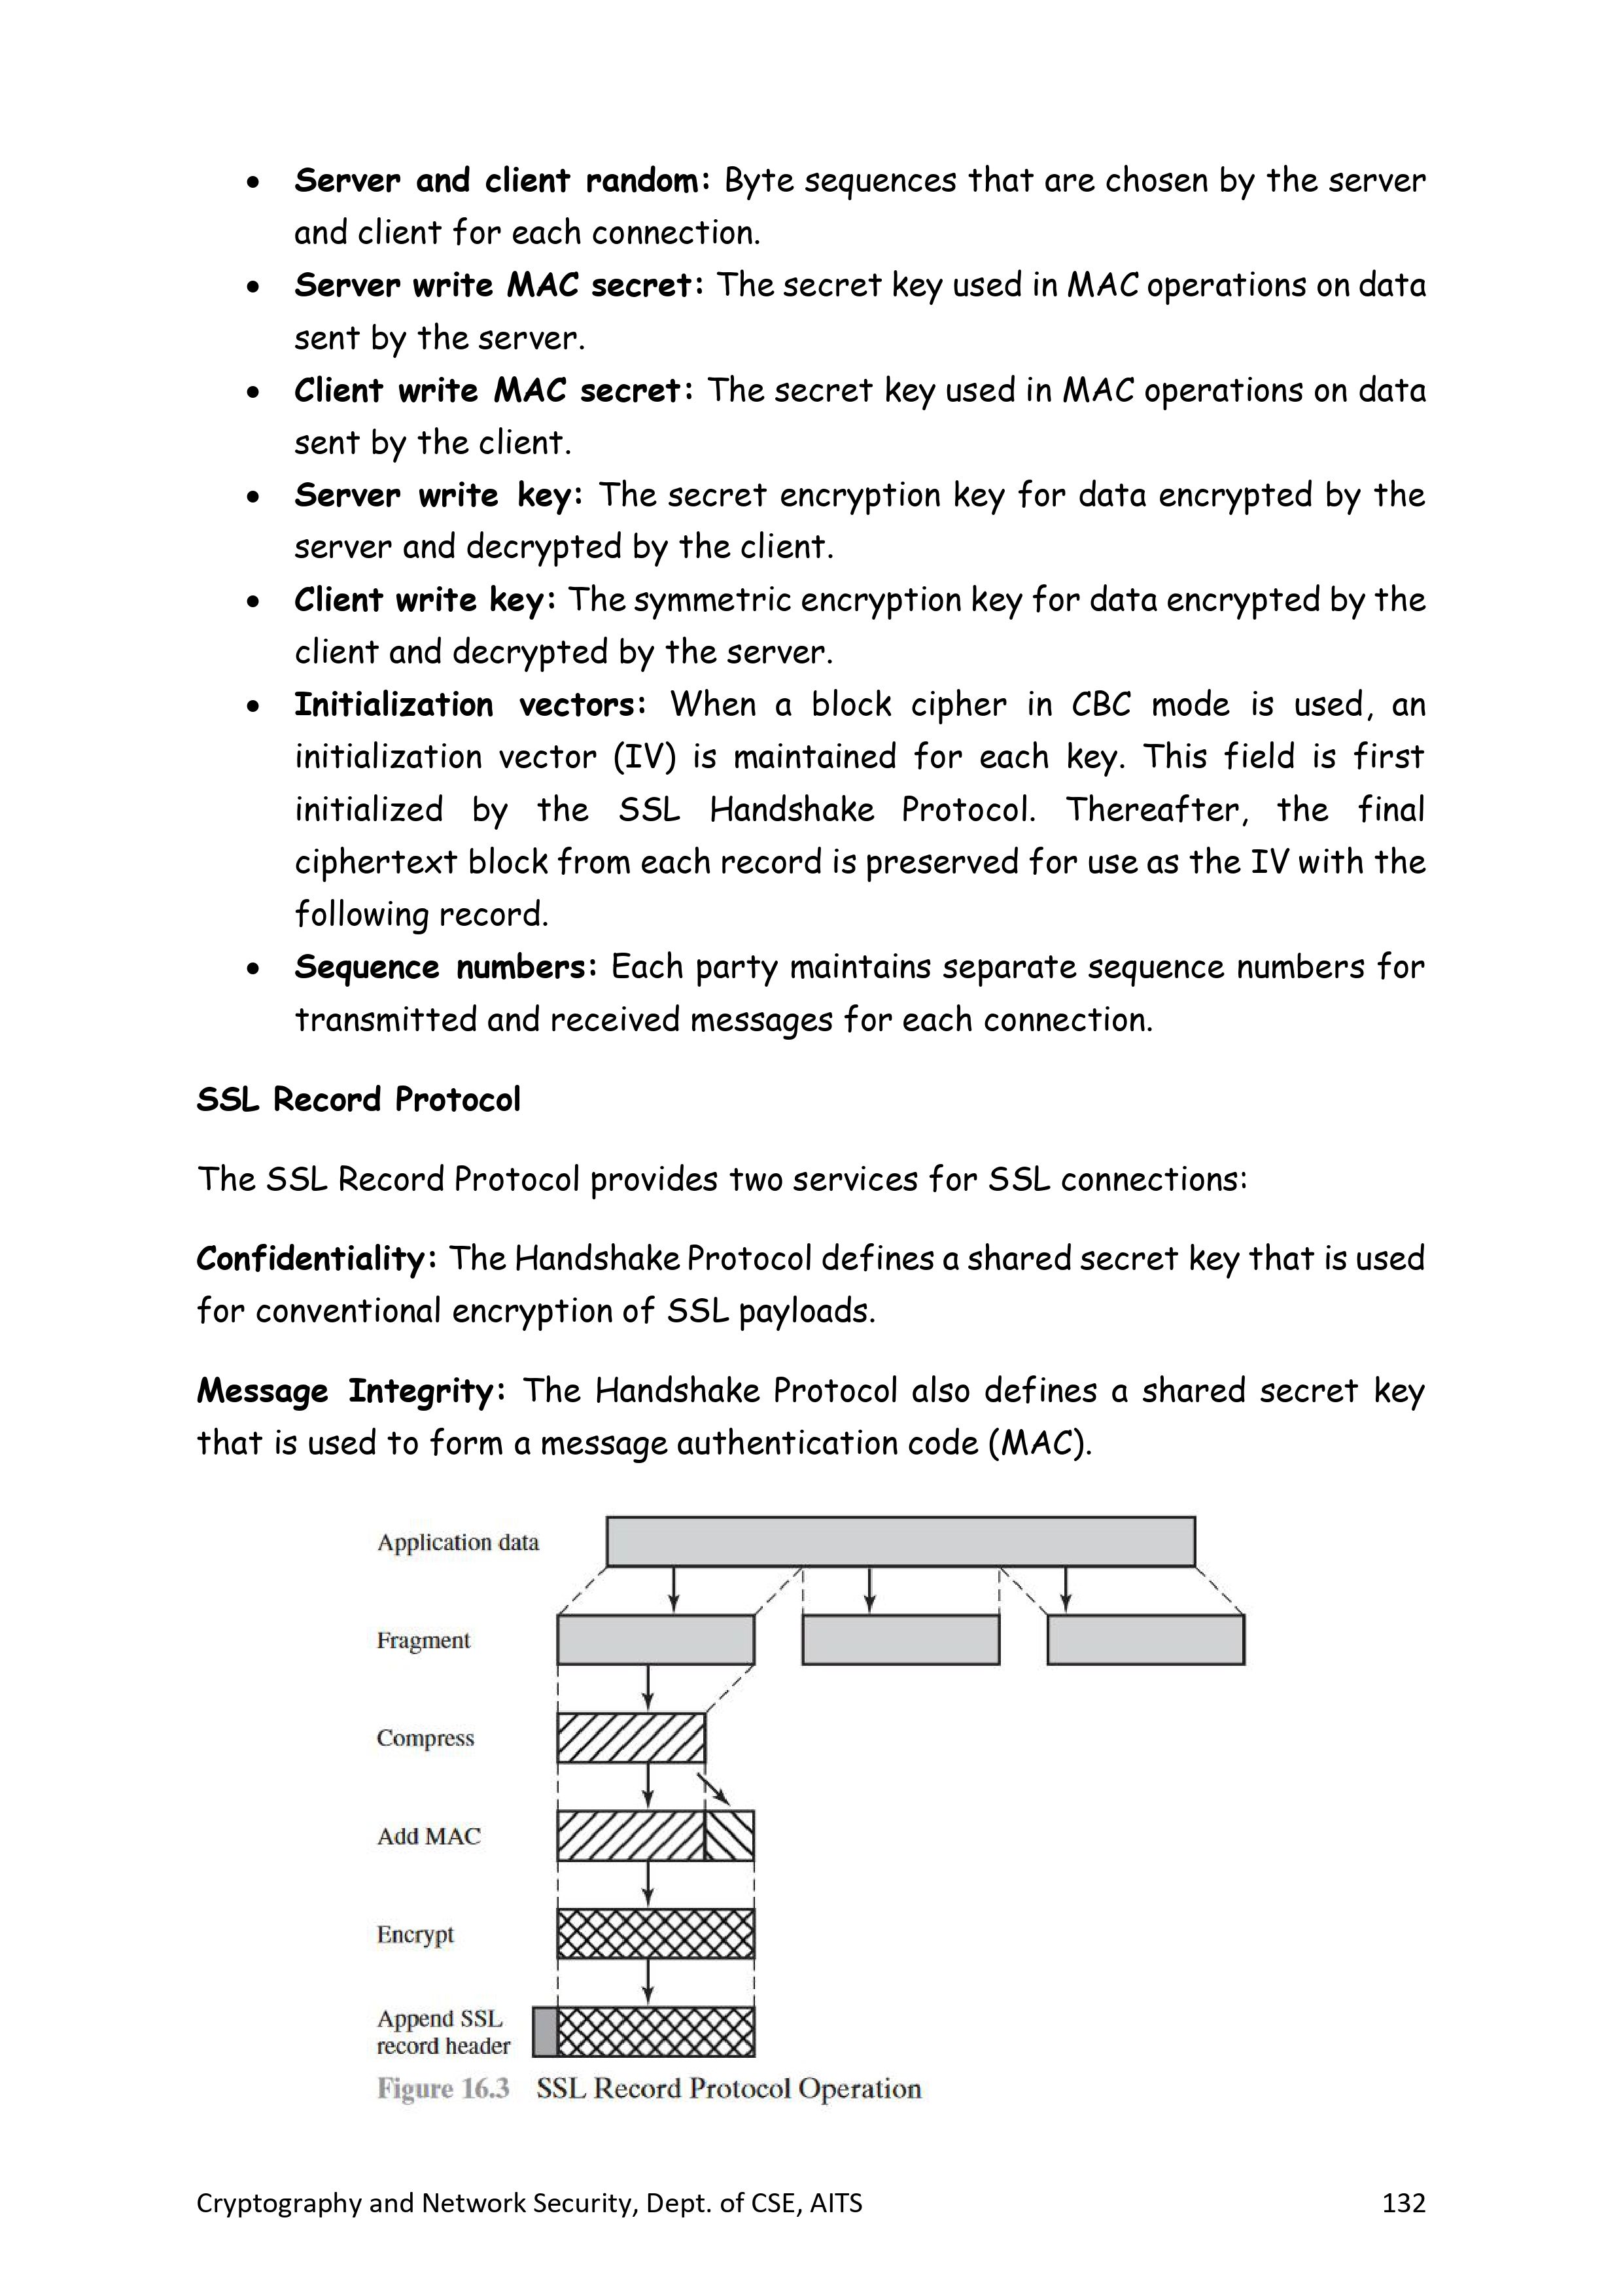 • Server and client random: Byte sequences that are chosen by the server
and client for each connection.
• Server write MAC secret: The secret key used in MAC operations on data
sent by the server.
• Client write MAC secret: The secret key used in MAC operations on data
sent by the client.
• Server write key: The secret encryption key for data encrypted by the
server and decrypted by the client.
• Client write key: The symmetric encryption key for data encrypted by the
client and decrypted by the server.
• Initialization vectors: When a block cipher in CBC mode is used, an
initialization vector (IV) is maintained for each key. This field is first
initialized by the SSL Handshake Protocol. Thereafter, the final
ciphertext block from each record is preserved for use as the IV with the
following record.
• Sequence numbers: Each party maintains separate sequence numbers for
transmitted and received messages for each connection.
SSL Record Protocol
The SSL Record Protocol provides two services for SSL connections:
Confidentiality: The Handshake Protocol defines a shared secret key that is used
for conventional encryption of SSL payloads.
Message Integrity: The Handshake Protocol also defines a shared secret key
that is used to form a message authentication code (MAC).
Application data
Fragment
Compress
Add MAC
Encrypt
Append SSL
record header
Figure 16.3 SSL Record Protocol Operation
Cryptography and Network Security, Dept. of CSE, AITS 132